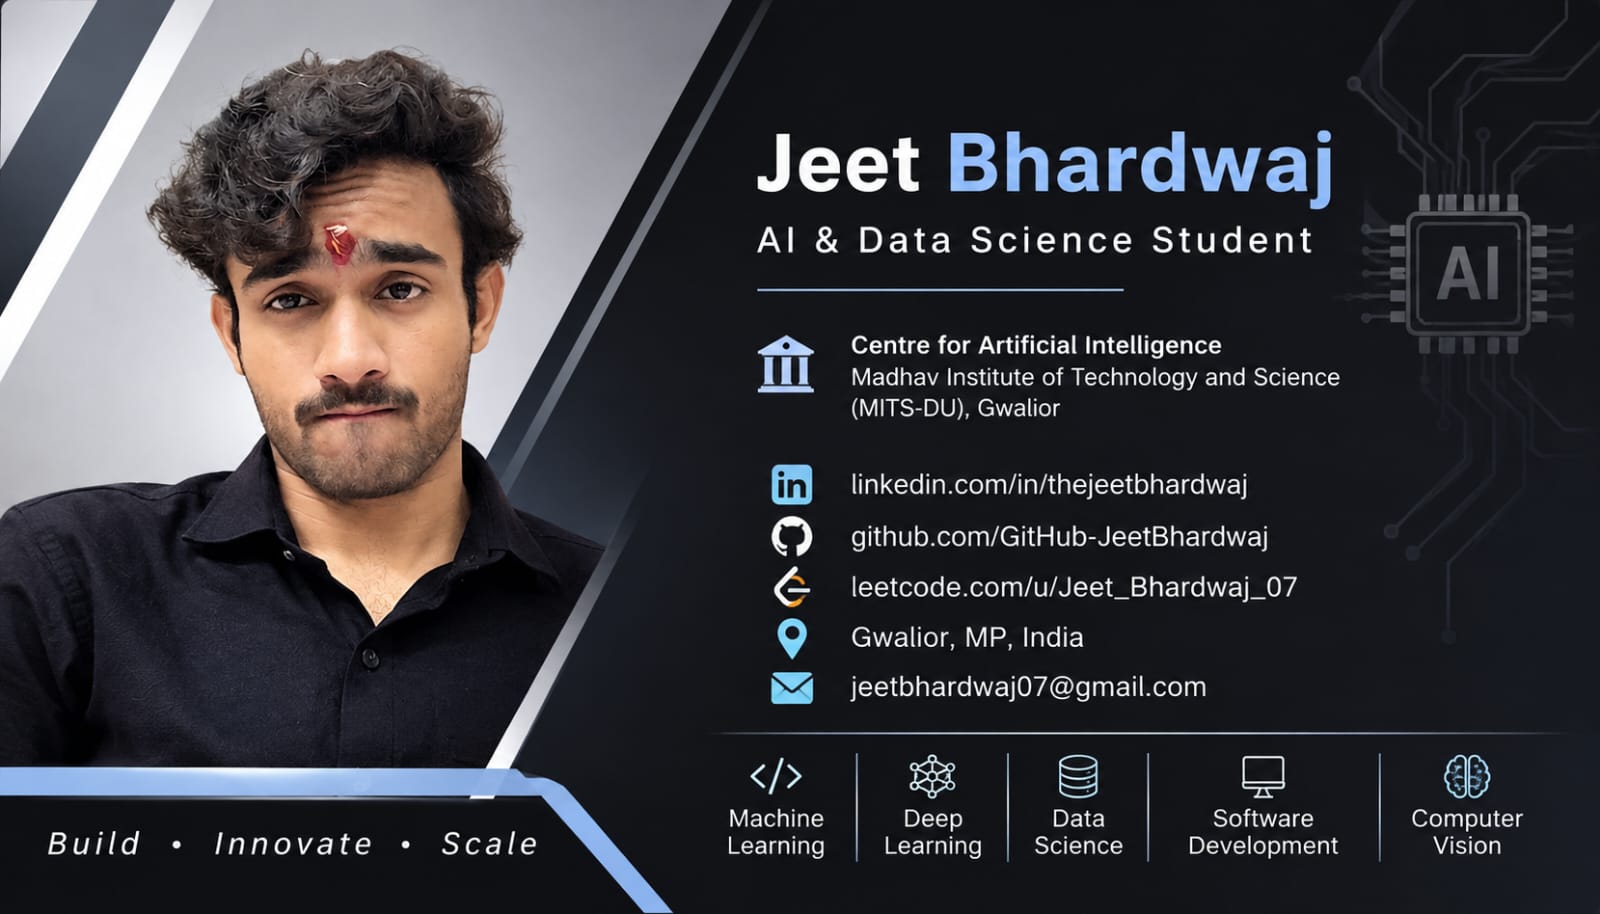 Jeet Bhardwaj
AI & Data Science Student
AI
Centre for Artificial Intelligence
Madhav Institute of Technology and Science
(MITS-DU), Gwalior
in
linkedin.com/in/thejeetbhardwaj
github.com/GitHub-JeetBhardwaj
leetcode.com/u/Jeet_Bhardwaj_07
Gwalior, MP, India
jeetbhardwaj07@gmail.com
</>
Machine
Learning
Deep
Learning
Data
Science
Software
Development
Computer
Vision
Build • Innovate • Scale